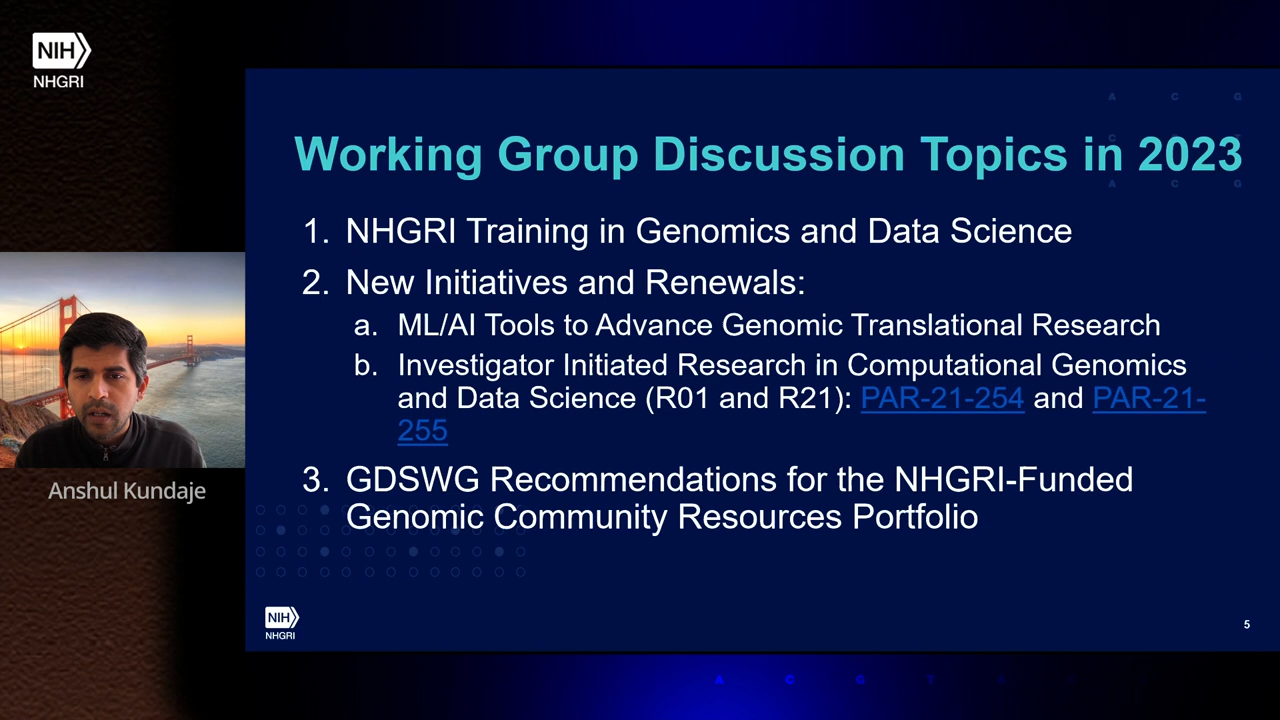 NIH
NHGRI
A C G
Working Group Discussion Topics in 2023
A C G
1. NHGRI Training in Genomics and Data Science
2. New Initiatives and Renewals:
a. ML/AI Tools to Advance Genomic Translational Research
b. Investigator Initiated Research in Computational Genomics
and Data Science (R01 and R21): PAR-21-254 and PAR-21-
255
3. GDSWG Recommendations for the NHGRI-Funded
Genomic Community Resources Portfolio
Anshul Kundaje
NIH
NHGRI
5
A C G T